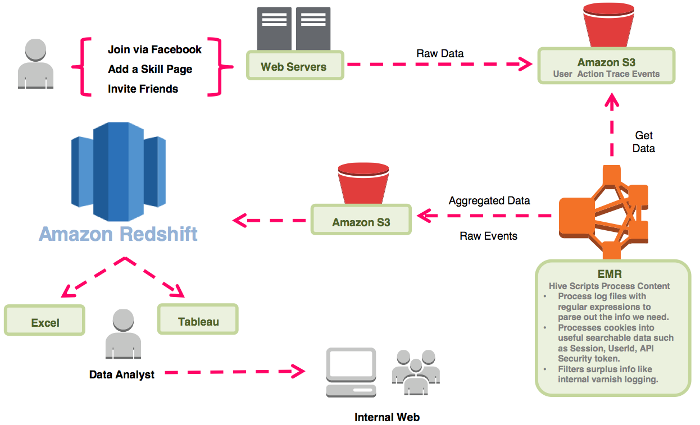 Join via Facebook
Add a Skill Page
Invite Friends
Web Servers
Raw Data
Amazon S3
User Action Trace Events
Get
Data
Amazon Redshift
Amazon S3
Aggregated Data
Raw Events
EMR
Hive Scripts Process Content
• Process log files with
regular expressions to
parse out the info we need.
• Processes cookies into
useful searchable data such
as Session, UserId, API
Security token.
• Filters surplus info like
internal varnish logging.
Excel
Tableau
Data Analyst
Internal Web